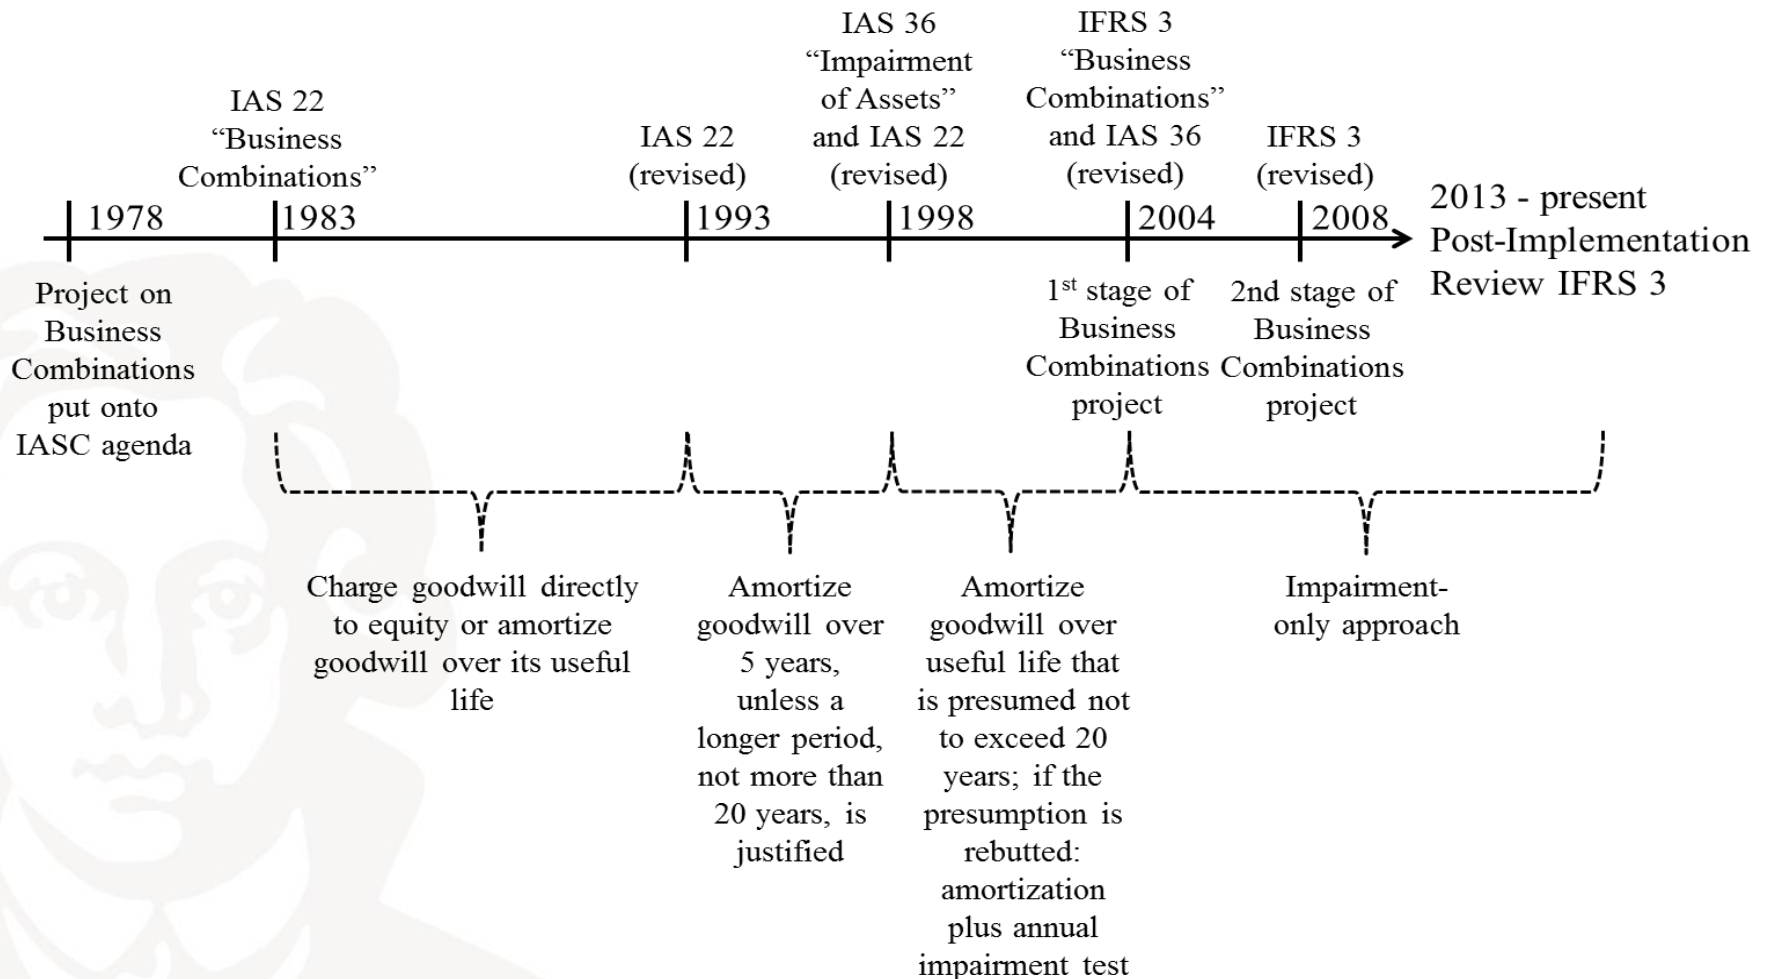 IAS 22
“Business
Combinations”
IAS 22
(revised)
IAS 36
“Impairment
of Assets”
and IAS 22
(revised)
IFRS 3
“Business
Combinations”
and IAS 36
(revised)
IFRS 3
(revised)
1978
1983
1993
1998
2004
2008
2013 - present
Post-Implementation
Review IFRS 3
Project on
Business
Combinations
put onto
IASC agenda
1st stage of
Business
Combinations
project
2nd stage of
Business
Combinations
project
Charge goodwill directly
to equity or amortize
goodwill over its useful
life
Amortize
goodwill over
5 years,
unless a
longer period,
not more than
20 years, is
justified
Amortize
goodwill over
useful life that
is presumed not
to exceed 20
years; if the
presumption is
rebutted:
amortization
plus annual
impairment test
Impairment-
only approach